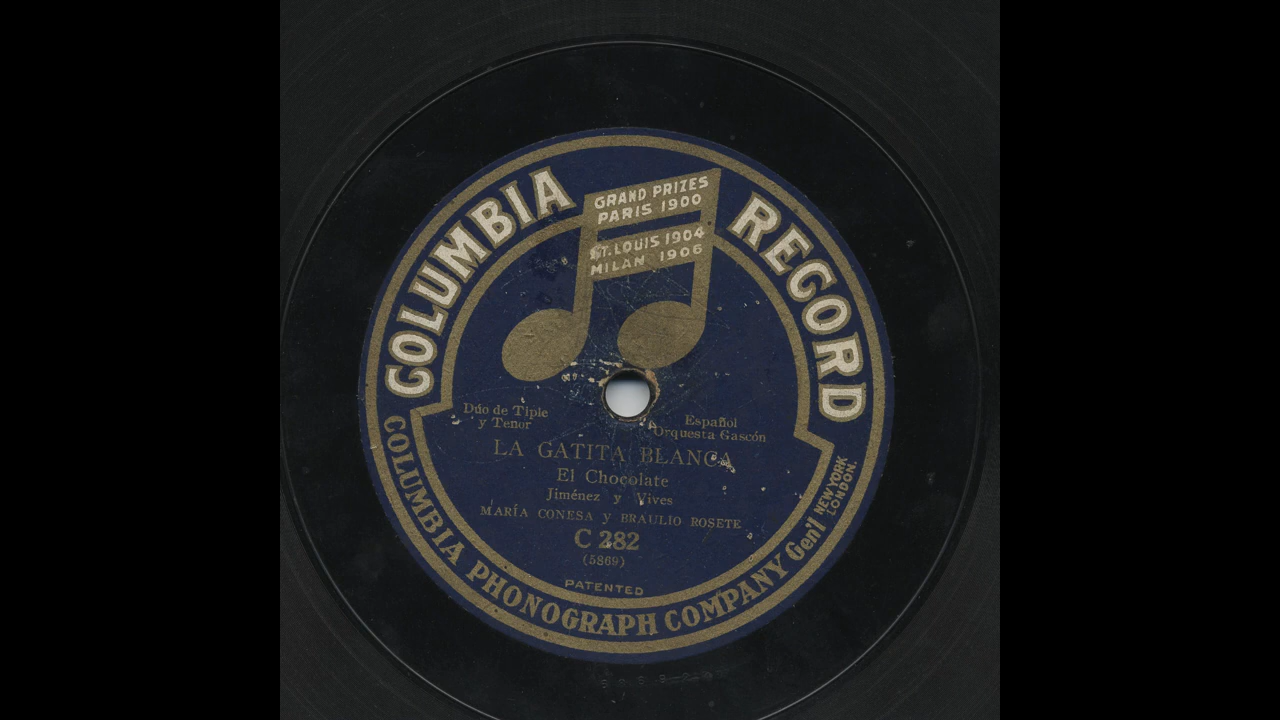 COLUMBIA RECORD
GRAND PRIZES
PARIS 1900
ST. LOUIS 1904
MILAN 1906
Dúo de Tiple
y Tenor
Español
Orquesta Gascón
LA GATITA BLANCA
El Chocolate
Jiménez y Vives
MARÍA CONESA y BRAULIO ROSETE
C 282
(5869)
PATENTED
COLUMBIA PHONOGRAPH COMPANY Gen'l
NEW YORK
LONDON.